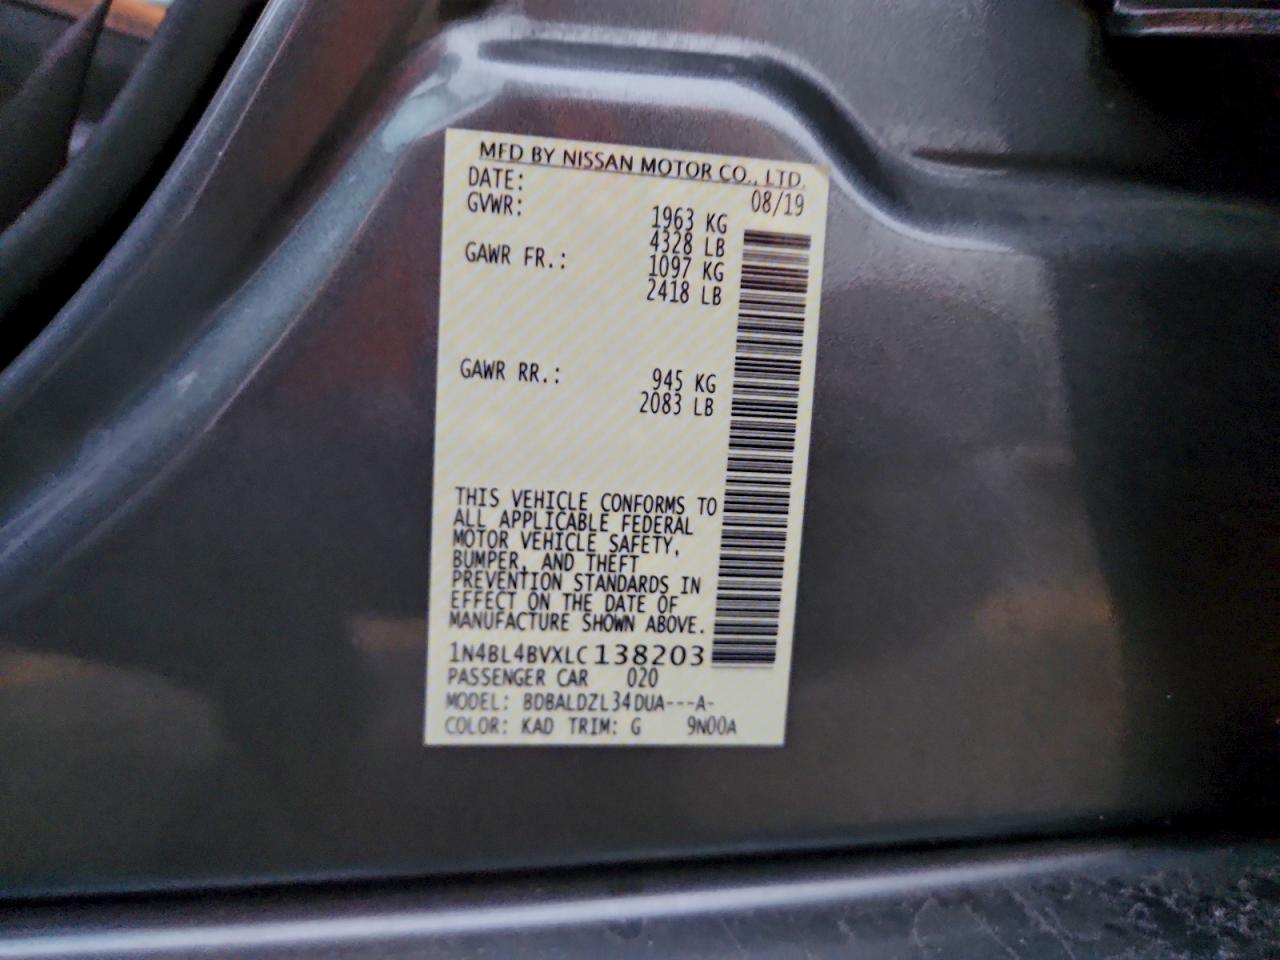 MFD BY NISSAN MOTOR CO., LTD.
DATE: 08/19
GVWR: 1963 KG
4328 LB
GAWR FR.: 1097 KG
2418 LB
GAWR RR.: 945 KG
2083 LB
THIS VEHICLE CONFORMS TO
ALL APPLICABLE FEDERAL
MOTOR VEHICLE SAFETY,
BUMPER, AND THEFT
PREVENTION STANDARDS IN
EFFECT ON THE DATE OF
MANUFACTURE SHOWN ABOVE.
1N4BL4BVXLC138203
PASSENGER CAR 020
MODEL: BDBALDZL34DUA---A-
COLOR: KAD TRIM: G 9N00A